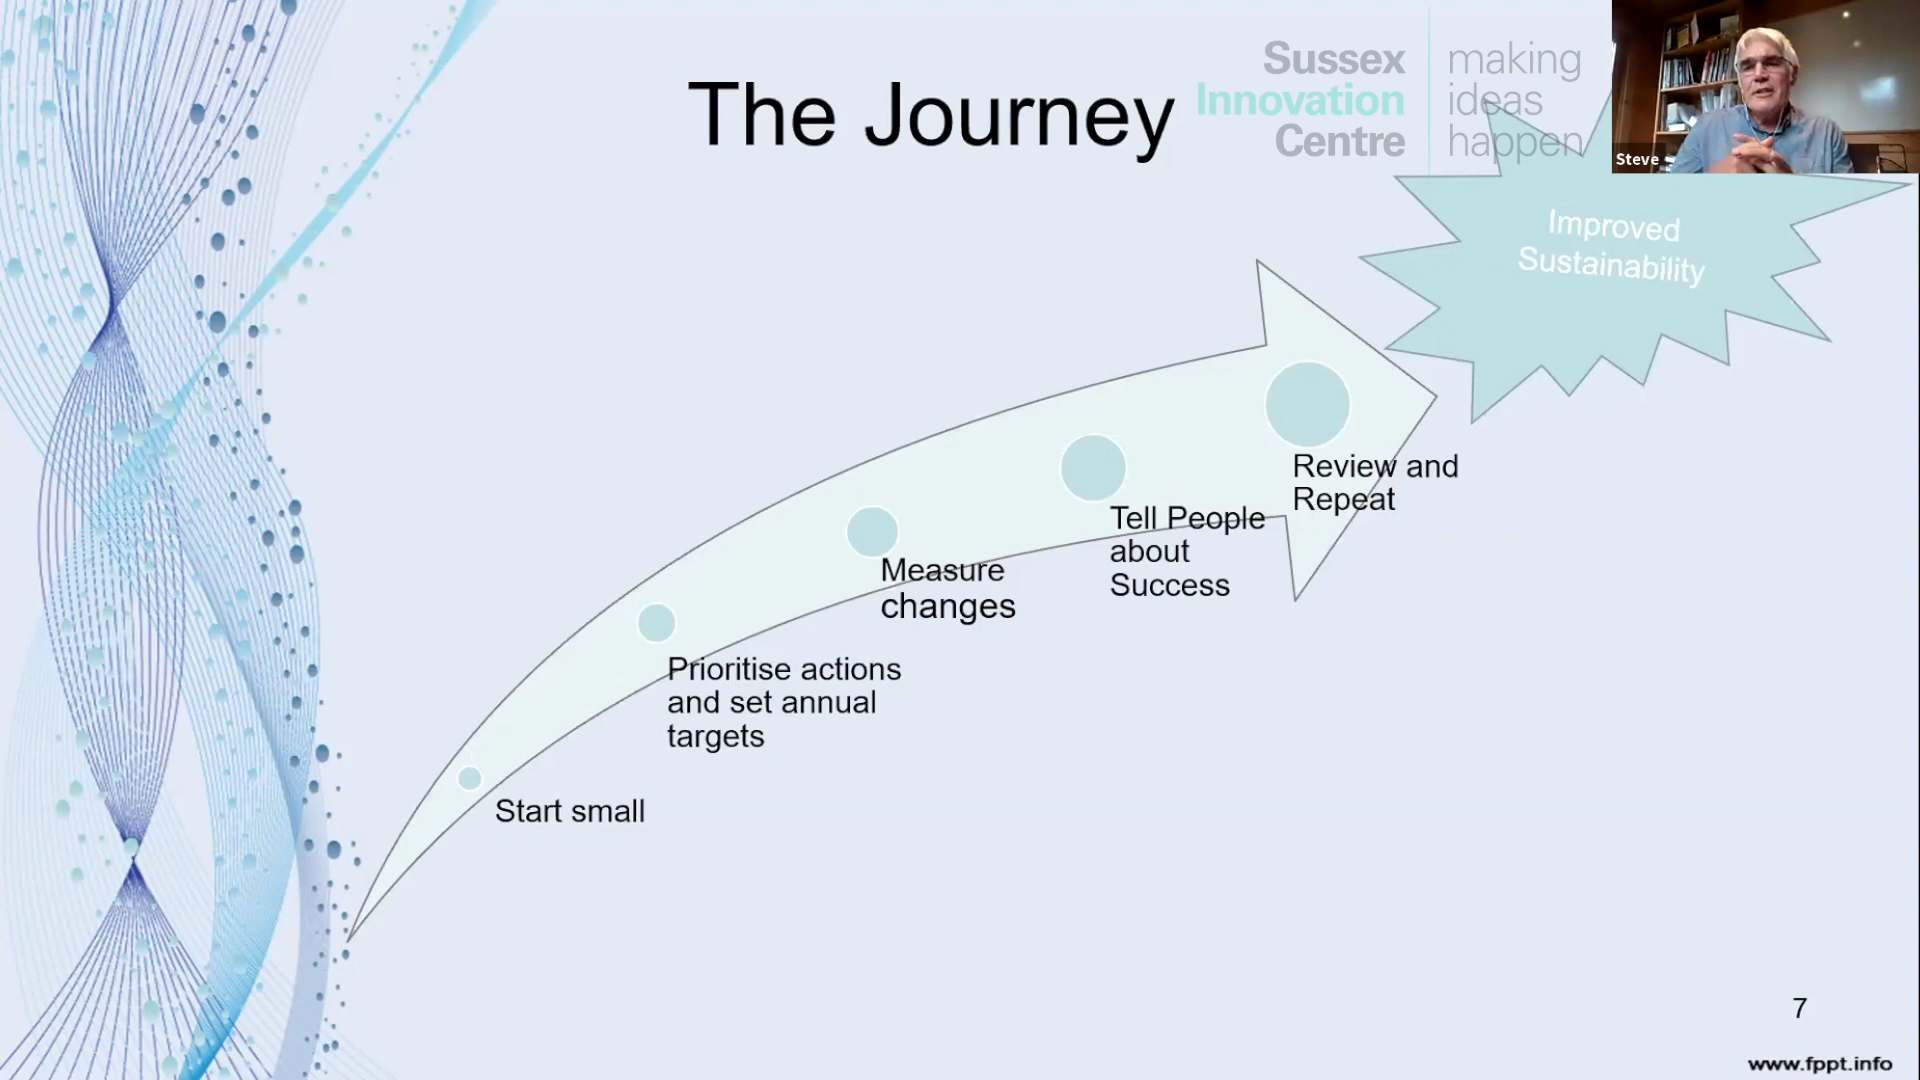 The Journey
Sussex
Innovation
Centre
making
ideas
happen
Steve
Improved
Sustainability
Review and
Repeat
Tell People
about
Success
Measure
changes
Prioritise actions
and set annual
targets
Start small
7
www.fppt.info